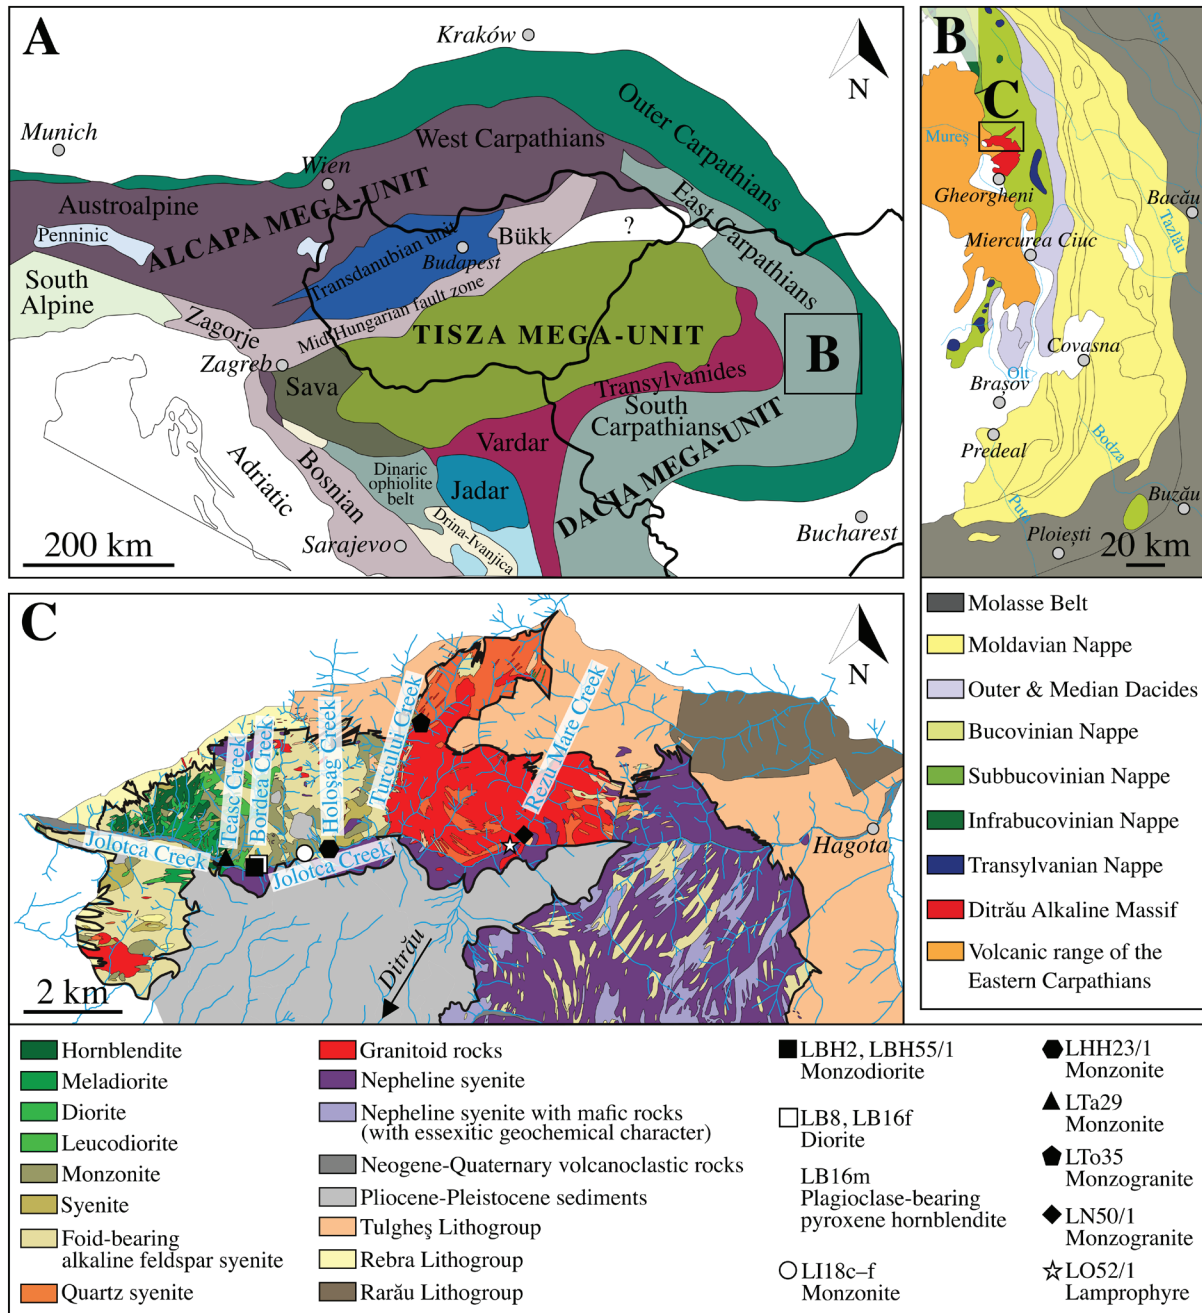 A
Kraków
N
Munich
Wien
Outer Carpathians
West Carpathians
Austroalpine
ALCAPA MEGA-UNIT
Penninic
East Carpathians
?
Bükk
Transdanubian unit
Budapest
South
Alpine
Mid-Hungarian fault zone
Zagorje
TISZA MEGA-UNIT
B
Zagreb
Sava
Transylvanides
South
Carpathians
Vardar
DACIA MEGA-UNIT
Adriatic
Bosnian
Dinaric
ophiolite
belt
Jadar
Drina-Ivanjica
Sarajevo
Bucharest
200 km
B
Siret
C
Mureș
Gheorgheni
Bacău
Tazlău
Miercurea Ciuc
Covasna
Olt
Brașov
Predeal
Bodza
Buzău
Ploiești
20 km
Molasse Belt
Moldavian Nappe
Outer & Median Dacides
Bucovinian Nappe
Subbucovinian Nappe
Infrabucovinian Nappe
Transylvanian Nappe
Ditrău Alkaline Massif
Volcanic range of the
Eastern Carpathians
C
N
Teasc Creek
Bordea Creek
Holoșag Creek
Turcului Creek
Rezu Mare Creek
Jolotca Creek
Jolotca Creek
Hagota
Ditrău
2 km
Hornblendite
Meladiorite
Diorite
Leucodiorite
Monzonite
Syenite
Foid-bearing
alkaline feldspar syenite
Quartz syenite
Granitoid rocks
Nepheline syenite
Nepheline syenite with mafic rocks
(with essexitic geochemical character)
Neogene-Quaternary volcanoclastic rocks
Pliocene-Pleistocene sediments
Tulgheş Lithogroup
Rebra Lithogroup
Rarău Lithogroup
LBH2, LBH55/1
Monzodiorite
LB8, LB16f
Diorite
LB16m
Plagioclase-bearing
pyroxene hornblendite
LI18c–f
Monzonite
LHH23/1
Monzonite
LTa29
Monzonite
LTo35
Monzogranite
LN50/1
Monzogranite
LO52/1
Lamprophyre